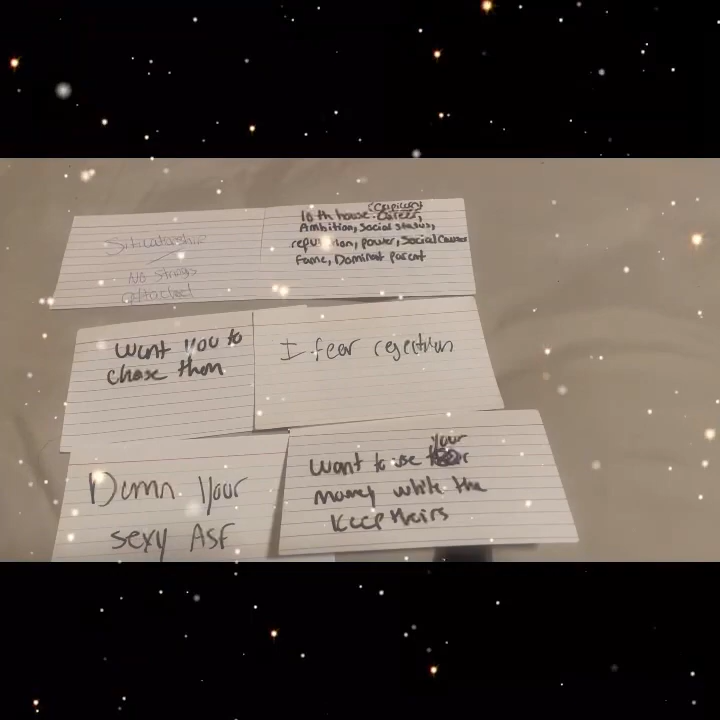 Situationship
No Strings
attached
(Capricorn)
10th house: Career,
Ambition, Social status,
reputation, power, Social Causes
Fame, Dominant parent
Want you to
chase them
I fear rejection
Damn Your
sexy ASF
your
Want to use
money while the
Keep theirs